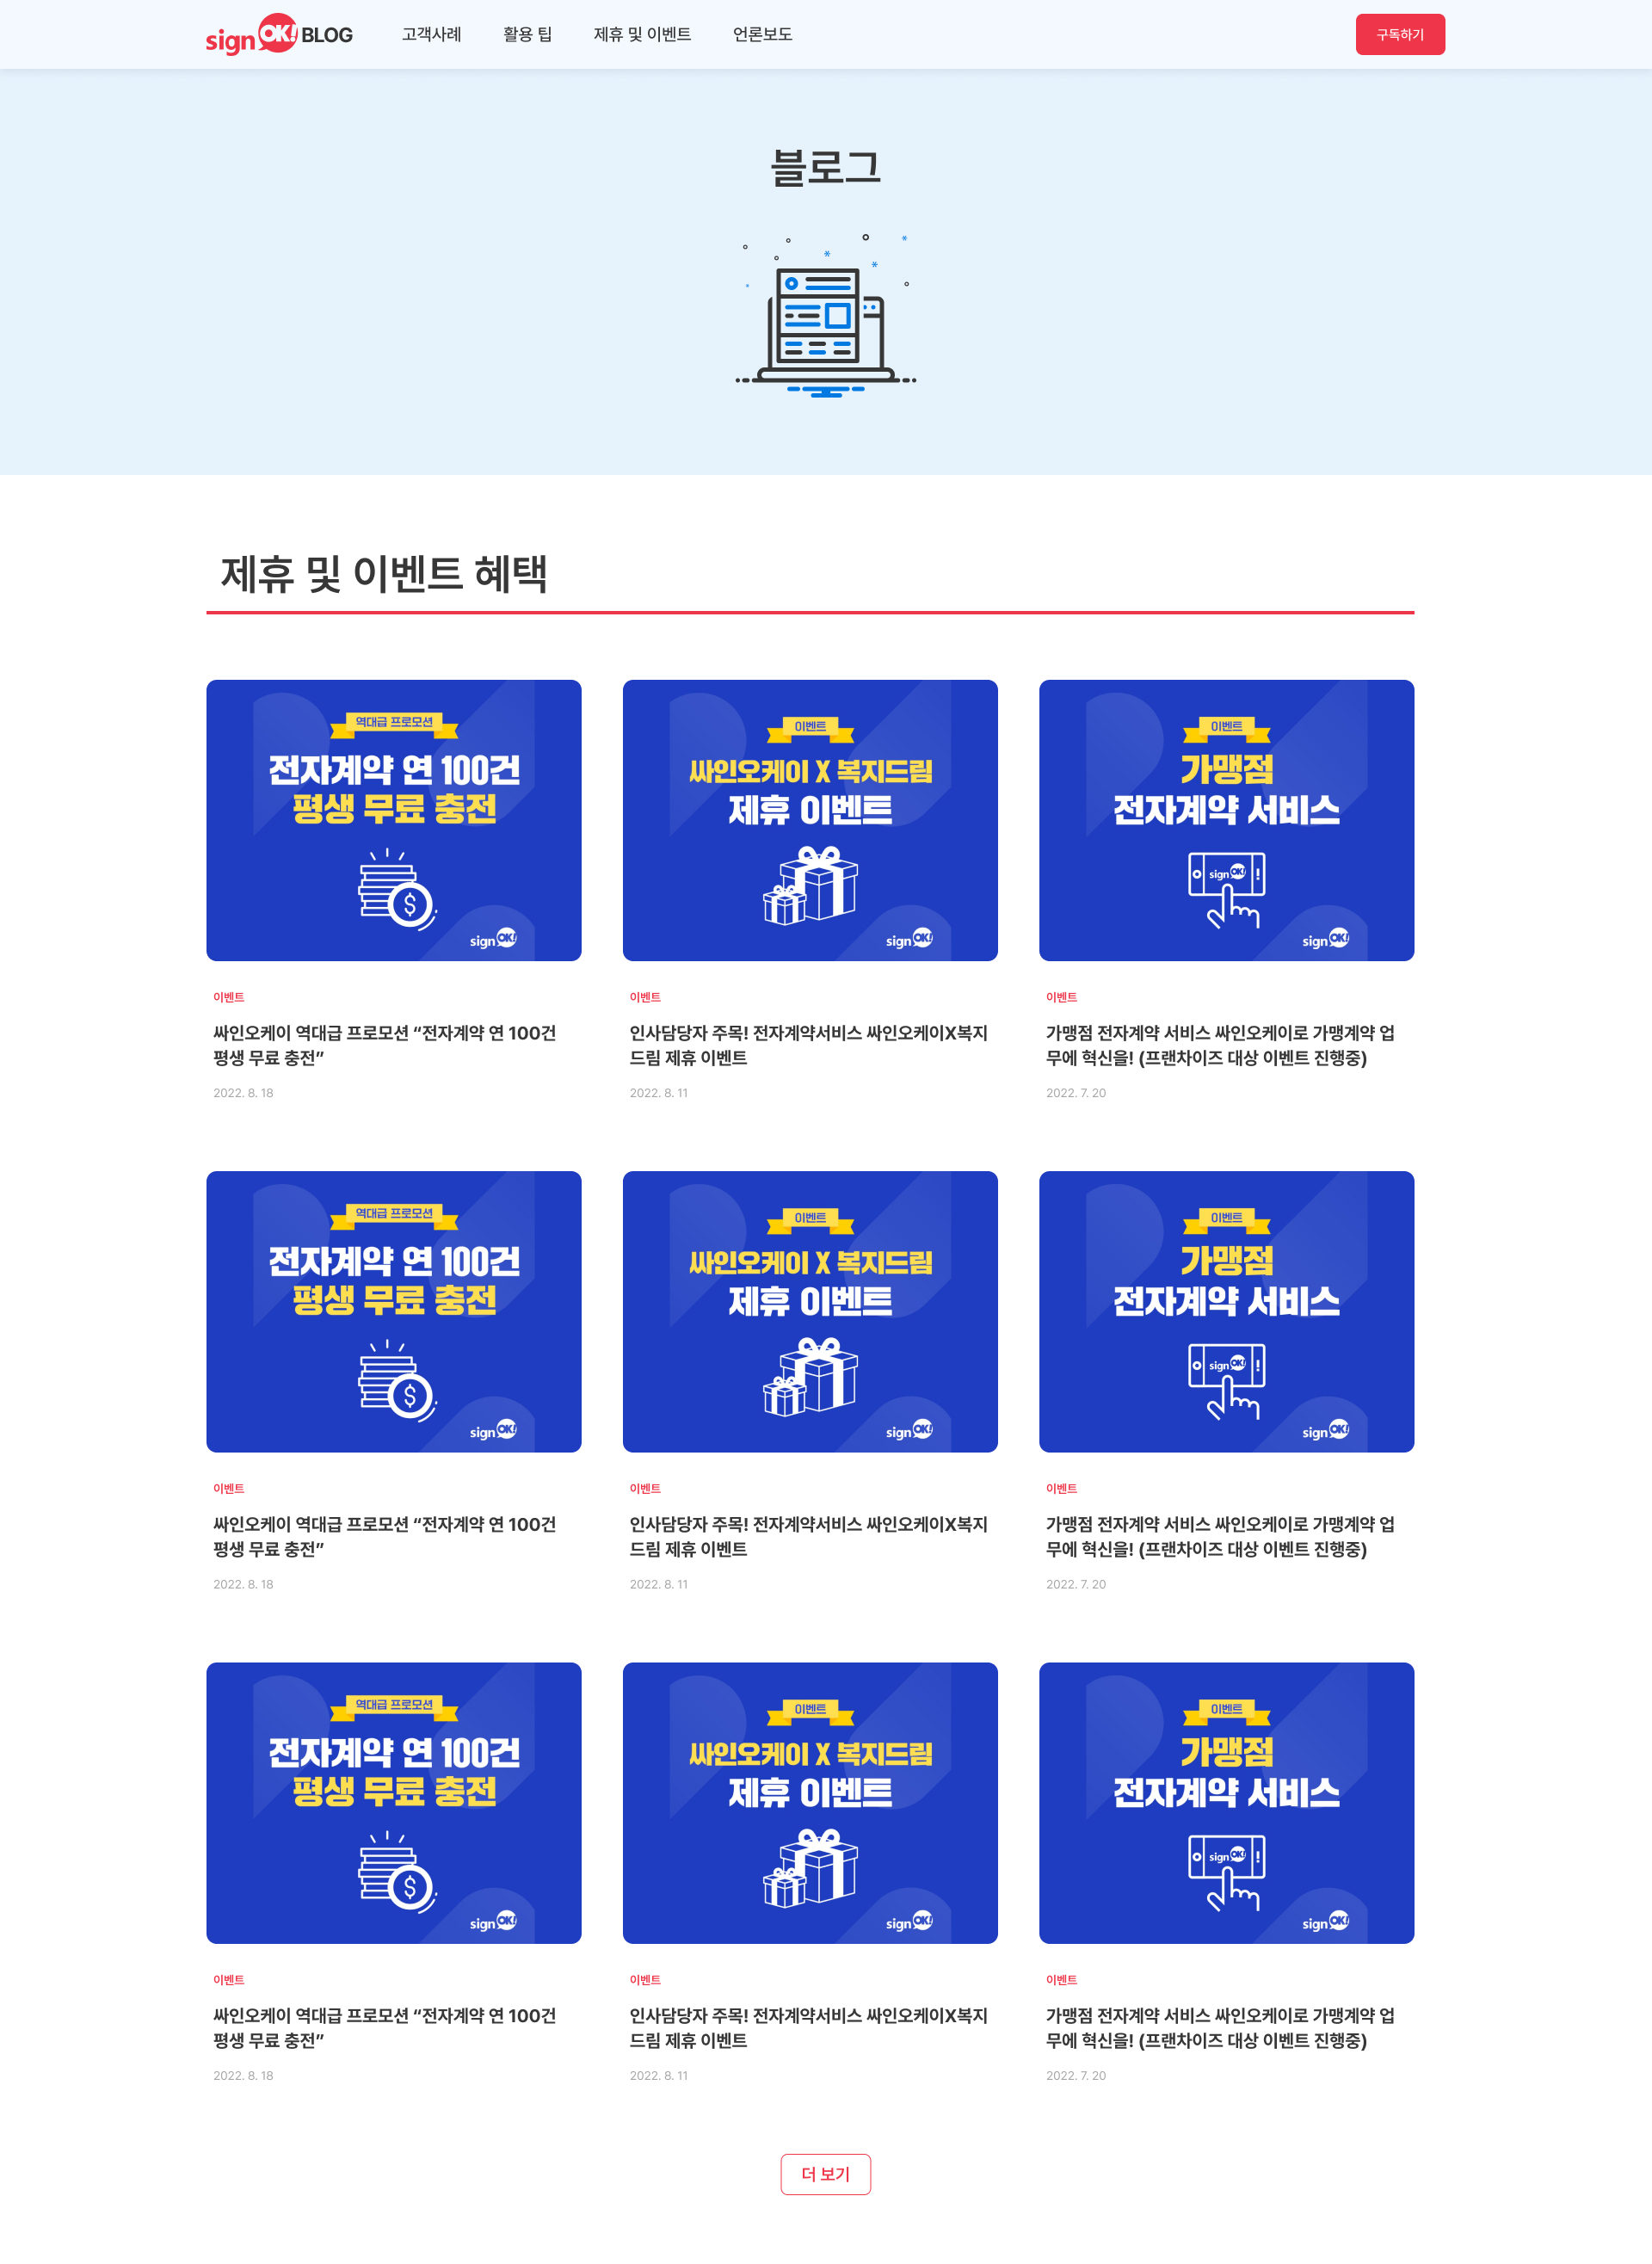 sign OK! BLOG 고객사례 활용 팁 제휴 및 이벤트 언론보도 구독하기
블로그
제휴 및 이벤트 혜택
역대급 프로모션
전자계약 연 100건
평생 무료 충전
$
sign OK!
이벤트
싸인오케이 역대급 프로모션 “전자계약 연 100건
평생 무료 충전”
2022. 8. 18
이벤트
싸인오케이 X 복지드림
제휴 이벤트
sign OK!
이벤트
인사담당자 주목! 전자계약서비스 싸인오케이X복지
드림 제휴 이벤트
2022. 8. 11
이벤트
가맹점
전자계약 서비스
sign OK!
sign OK!
이벤트
가맹점 전자계약 서비스 싸인오케이로 가맹계약 업
무에 혁신을! (프랜차이즈 대상 이벤트 진행중)
2022. 7. 20
역대급 프로모션
전자계약 연 100건
평생 무료 충전
$
sign OK!
이벤트
싸인오케이 역대급 프로모션 “전자계약 연 100건
평생 무료 충전”
2022. 8. 18
이벤트
싸인오케이 X 복지드림
제휴 이벤트
sign OK!
이벤트
인사담당자 주목! 전자계약서비스 싸인오케이X복지
드림 제휴 이벤트
2022. 8. 11
이벤트
가맹점
전자계약 서비스
sign OK!
sign OK!
이벤트
가맹점 전자계약 서비스 싸인오케이로 가맹계약 업
무에 혁신을! (프랜차이즈 대상 이벤트 진행중)
2022. 7. 20
역대급 프로모션
전자계약 연 100건
평생 무료 충전
$
sign OK!
이벤트
싸인오케이 역대급 프로모션 “전자계약 연 100건
평생 무료 충전”
2022. 8. 18
이벤트
싸인오케이 X 복지드림
제휴 이벤트
sign OK!
이벤트
인사담당자 주목! 전자계약서비스 싸인오케이X복지
드림 제휴 이벤트
2022. 8. 11
이벤트
가맹점
전자계약 서비스
sign OK!
sign OK!
이벤트
가맹점 전자계약 서비스 싸인오케이로 가맹계약 업
무에 혁신을! (프랜차이즈 대상 이벤트 진행중)
2022. 7. 20
더 보기